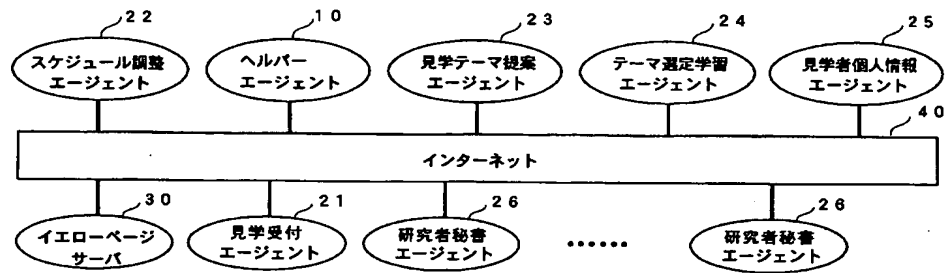 22
10
23
24
25
スケジュール調整
エージェント
ヘルパー
エージェント
見学テーマ提案
エージェント
テーマ選定学習
エージェント
見学者個人情報
エージェント
40
インターネット
30
21
26
26
イエローページ
サーバ
見学受付
エージェント
研究者秘書
エージェント
……
研究者秘書
エージェント